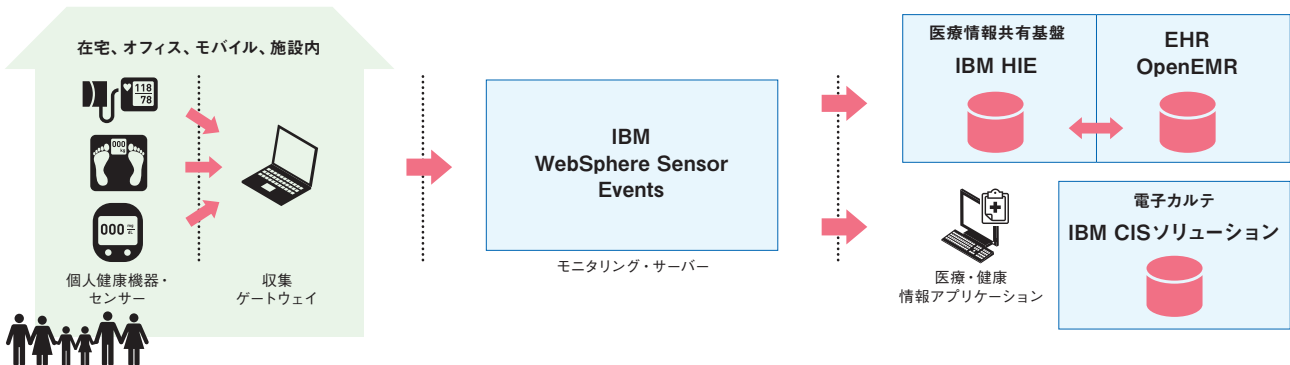 在宅、オフィス、モバイル、施設内
118
78
000
kg
000
個人健康機器・
センサー
収集
ゲートウェイ
IBM
WebSphere Sensor
Events
モニタリング・サーバー
医療情報共有基盤
IBM HIE
EHR
OpenEMR
医療・健康
情報アプリケーション
電子カルテ
IBM CISソリューション